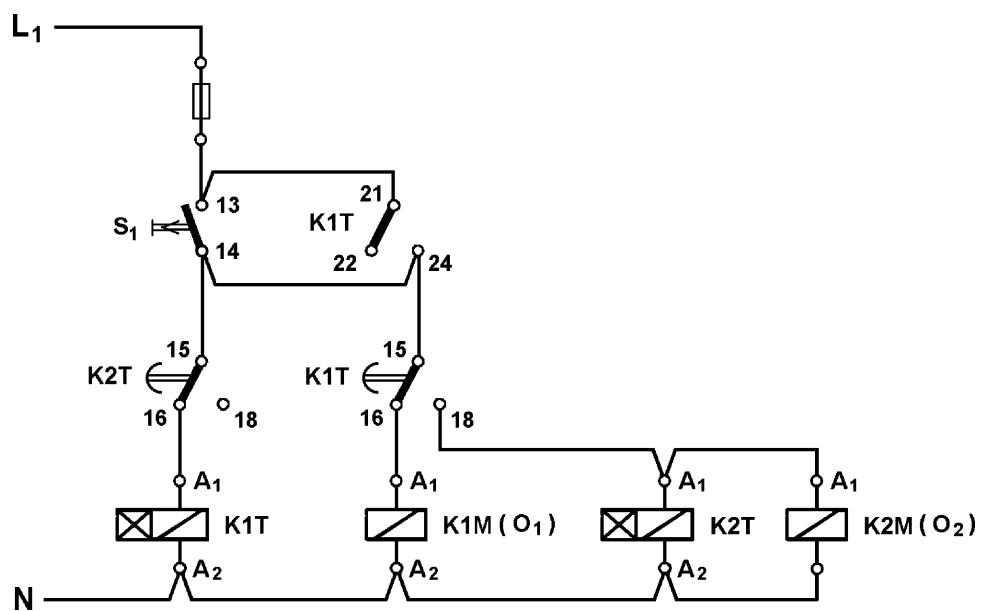 L1
13
21
S1
K1T
14
22
24
15
15
K2T
K1T
16
18
16
18
A1
A1
A1
A1
K1T
K1M (O1)
K2T
K2M (O2)
A2
A2
A2
N